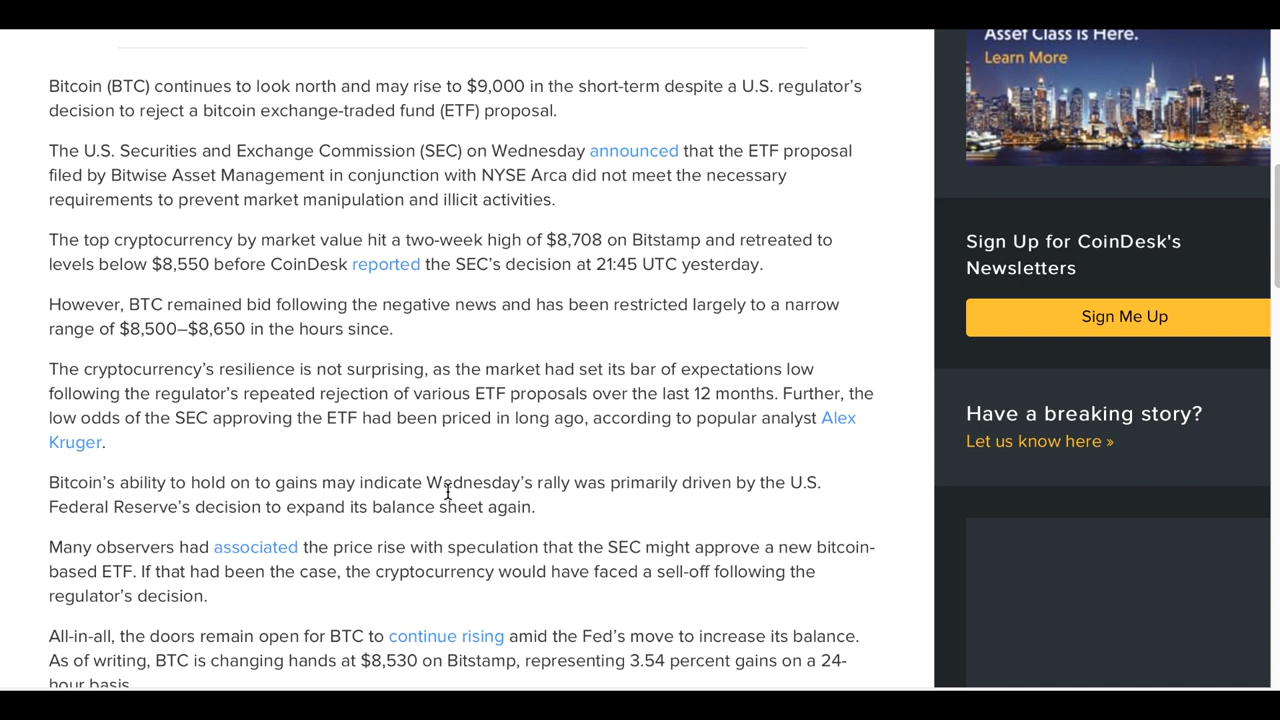 Bitcoin (BTC) continues to look north and may rise to $9,000 in the short-term despite a U.S. regulator’s
decision to reject a bitcoin exchange-traded fund (ETF) proposal.
The U.S. Securities and Exchange Commission (SEC) on Wednesday announced that the ETF proposal
filed by Bitwise Asset Management in conjunction with NYSE Arca did not meet the necessary
requirements to prevent market manipulation and illicit activities.
The top cryptocurrency by market value hit a two-week high of $8,708 on Bitstamp and retreated to
levels below $8,550 before CoinDesk reported the SEC’s decision at 21:45 UTC yesterday.
However, BTC remained bid following the negative news and has been restricted largely to a narrow
range of $8,500–$8,650 in the hours since.
The cryptocurrency’s resilience is not surprising, as the market had set its bar of expectations low
following the regulator’s repeated rejection of various ETF proposals over the last 12 months. Further, the
low odds of the SEC approving the ETF had been priced in long ago, according to popular analyst Alex
Kruger.
Bitcoin’s ability to hold on to gains may indicate Wednesday’s rally was primarily driven by the U.S.
Federal Reserve’s decision to expand its balance sheet again.
Many observers had associated the price rise with speculation that the SEC might approve a new bitcoin-
based ETF. If that had been the case, the cryptocurrency would have faced a sell-off following the
regulator’s decision.
All-in-all, the doors remain open for BTC to continue rising amid the Fed’s move to increase its balance.
As of writing, BTC is changing hands at $8,530 on Bitstamp, representing 3.54 percent gains on a 24-
hour basis.
Asset Class is Here.
Learn More
Sign Up for CoinDesk's
Newsletters
Sign Me Up
Have a breaking story?
Let us know here »